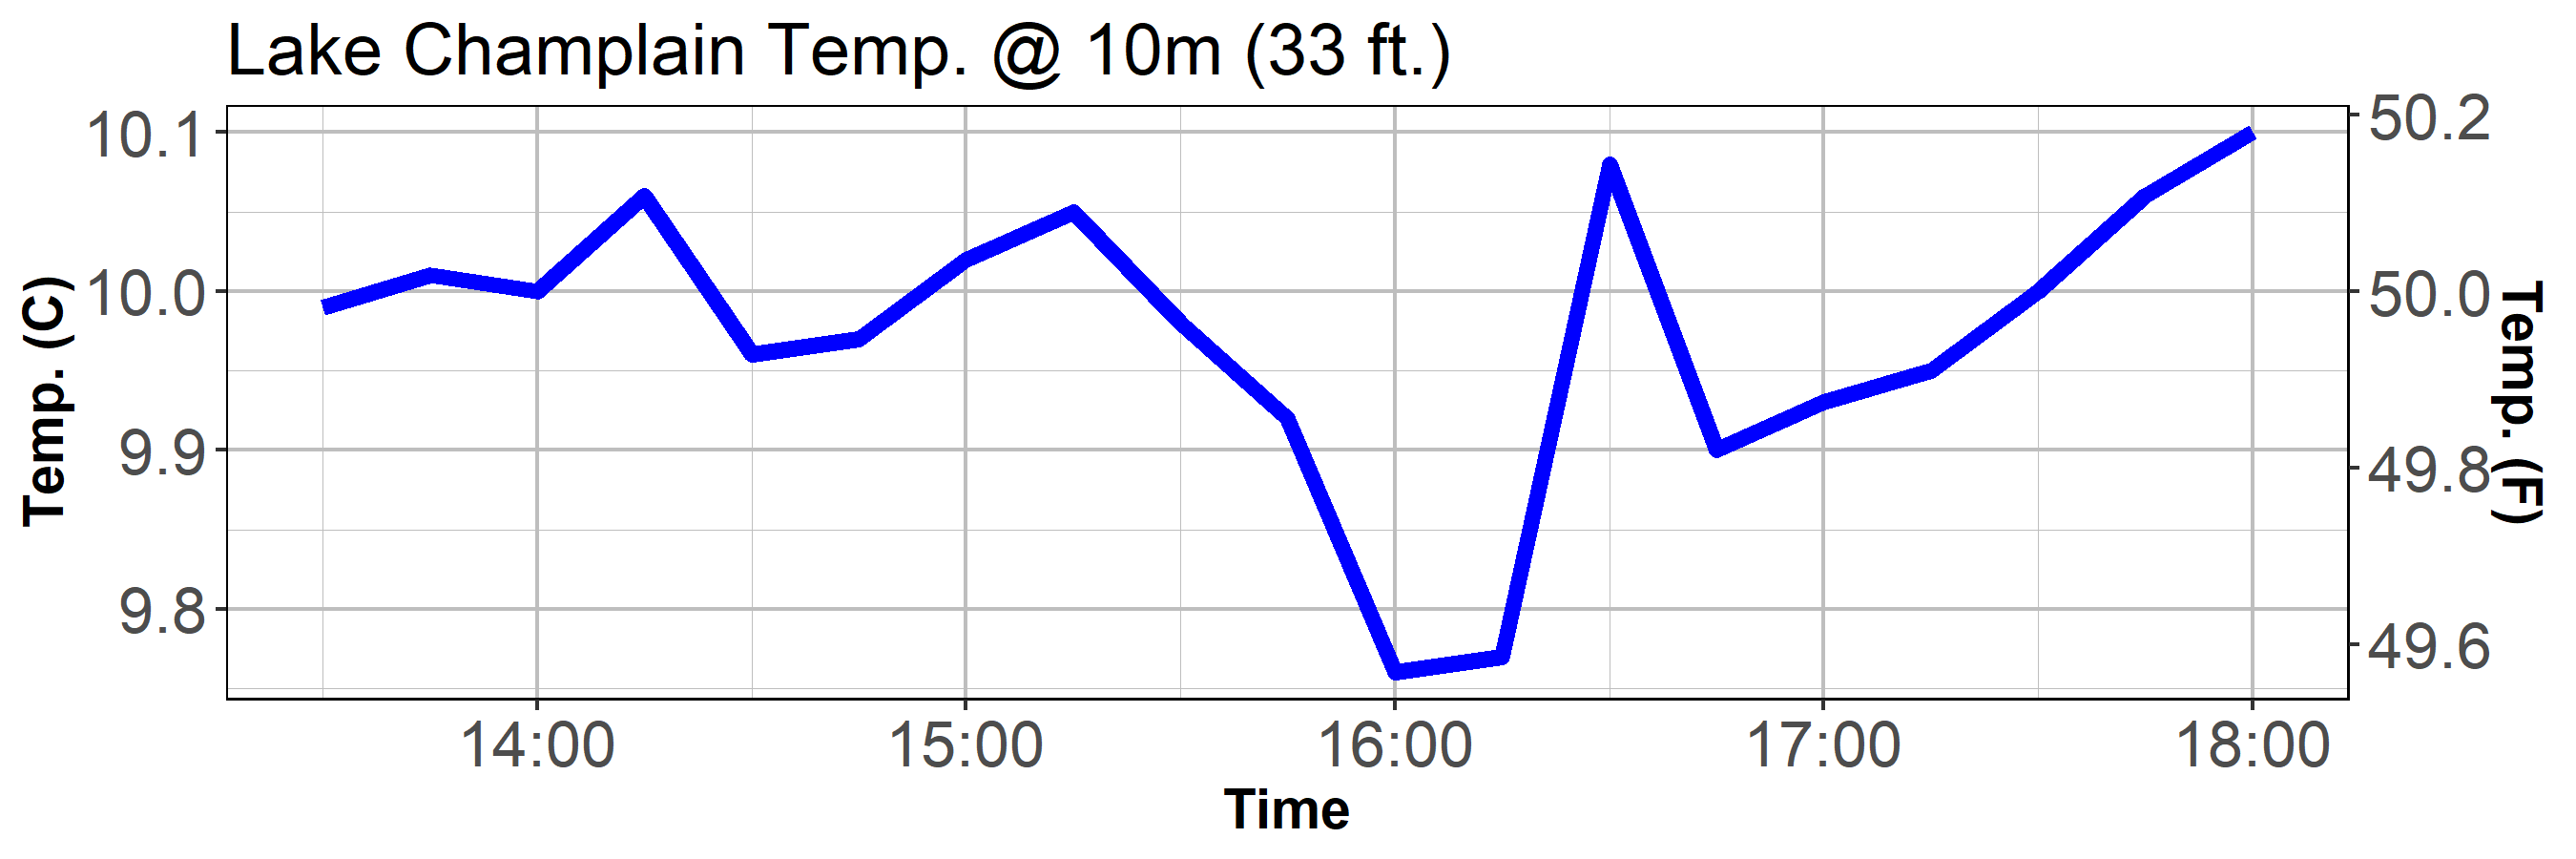 Lake Champlain Temp. @ 10m (33 ft.)
Temp. (C)
10.1
10.0
9.9
9.8
50.2
50.0
49.8
49.6
Temp. (F)
14:00 15:00 16:00 17:00 18:00
Time